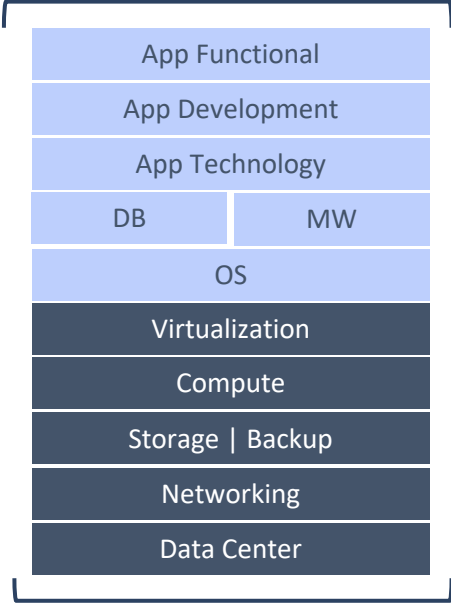 App Functional
App Development
App Technology
DB MW
OS
Virtualization
Compute
Storage | Backup
Networking
Data Center